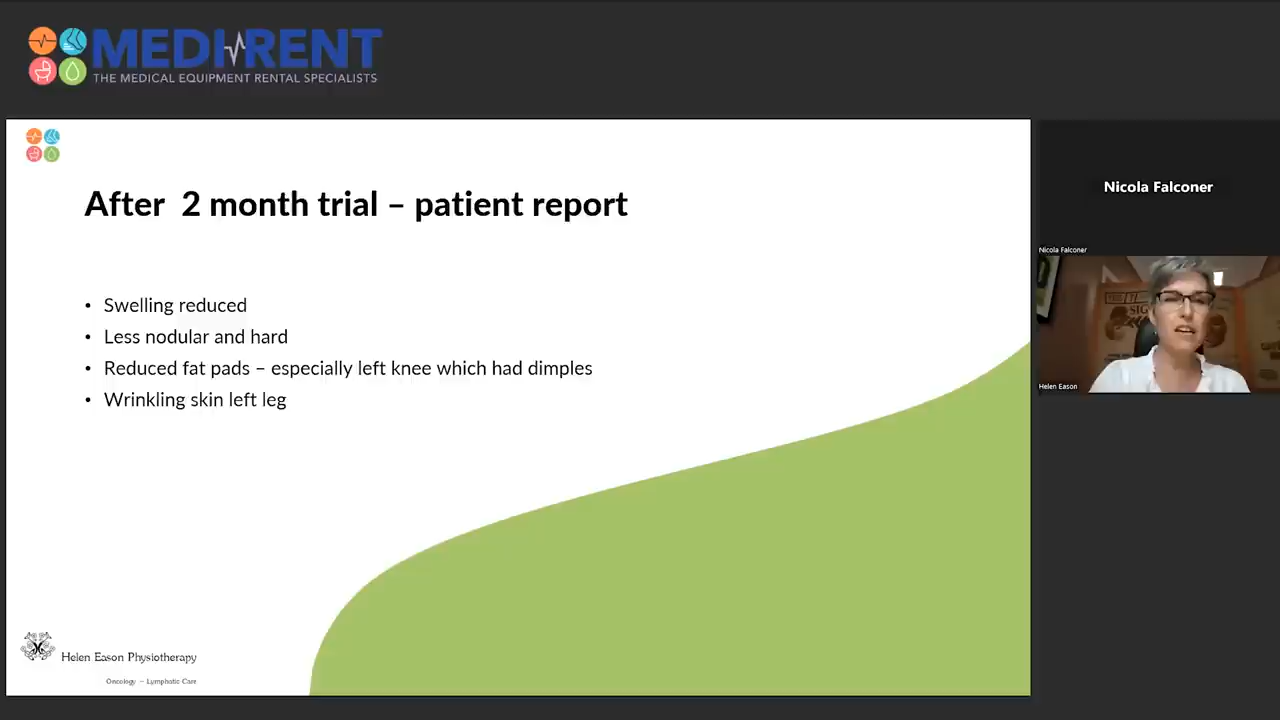 MEDI RENT
THE MEDICAL EQUIPMENT RENTAL SPECIALISTS
After 2 month trial – patient report
• Swelling reduced
• Less nodular and hard
• Reduced fat pads – especially left knee which had dimples
• Wrinkling skin left leg
Helen Eason Physiotherapy
Oncology – Lymphatic Care
Nicola Falconer
Nicola Falconer
Helen Eason